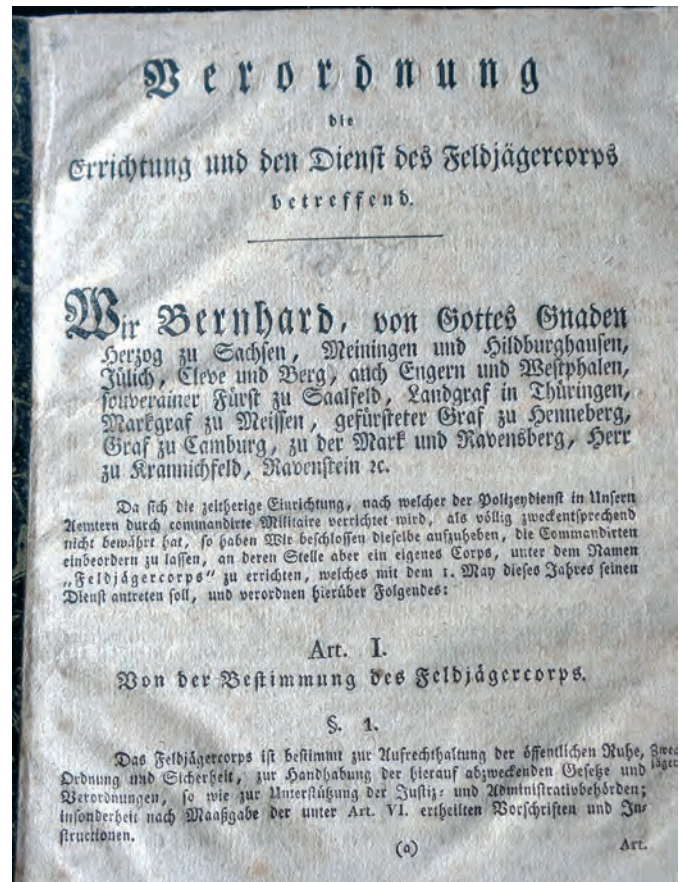 Verordnung
die
Errichtung und den Dienst des Feldjägercorps
betreffend.
Wir Bernhard, von Gottes Gnaden
Herzog zu Sachsen, Meiningen und Hildburghausen,
Jülich, Cleve und Berg, auch Engern und Westphalen,
souverainer Fürst zu Saalfeld, Landgraf in Thüringen,
Markgraf zu Meissen, gefürsteter Graf zu Henneberg,
Graf zu Camburg, zu der Mark und Ravensberg, Herr
zu Krannichfeld, Ravenstein ꝛc.
Da sich die zeitherige Einrichtung, nach welcher der Polizeydienst in Unsern
Aemtern durch commandirte Militaire verrichtet wird, als völlig zweckentsprechend
nicht bewährt hat, so haben Wir beschlossen dieselbe aufzuheben, die Commandirten
einbeordern zu lassen, an deren Stelle aber ein eigenes Corps, unter dem Namen
„Feldjägercorps“ zu errichten, welches mit dem 1. May dieses Jahres seinen
Dienst antreten soll, und verordnen hierüber Folgendes:
Art. I.
Von der Bestimmung des Feldjägercorps.
§. 1.
Das Feldjägercorps ist bestimmt zur Aufrechthaltung der öffentlichen Ruhe,
Ordnung und Sicherheit, zur Handhabung der hierauf abzweckenden Gesetze und
Verordnungen, so wie zur Unterstützung der Justiz- und Administrativbehörden;
insonderheit nach Maaßgabe der unter Art. VI. ertheilten Vorschriften und In-
structionen.
(a) Art.